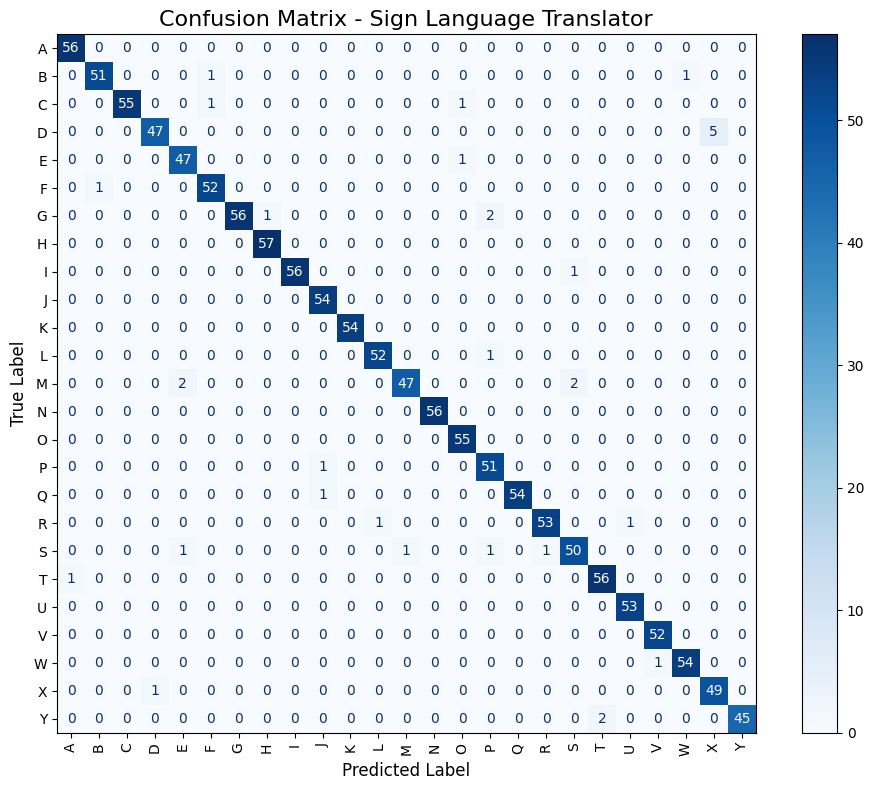 Confusion Matrix - Sign Language Translator
A 56 0 0 0 0 0 0 0 0 0 0 0 0 0 0 0 0 0 0 0 0 0 0 0 0
B 0 51 0 0 0 1 0 0 0 0 0 0 0 0 0 0 0 0 0 0 0 0 1 0 0
C 0 0 55 0 0 1 0 0 0 0 0 0 0 0 1 0 0 0 0 0 0 0 0 0 0
D 0 0 0 47 0 0 0 0 0 0 0 0 0 0 0 0 0 0 0 0 0 0 0 5 0
E 0 0 0 0 47 0 0 0 0 0 0 0 0 0 1 0 0 0 0 0 0 0 0 0 0
F 0 1 0 0 0 52 0 0 0 0 0 0 0 0 0 0 0 0 0 0 0 0 0 0 0
G 0 0 0 0 0 0 56 1 0 0 0 0 0 0 0 2 0 0 0 0 0 0 0 0 0
H 0 0 0 0 0 0 0 57 0 0 0 0 0 0 0 0 0 0 0 0 0 0 0 0 0
I 0 0 0 0 0 0 0 0 56 0 0 0 0 0 0 0 0 0 1 0 0 0 0 0 0
J 0 0 0 0 0 0 0 0 0 54 0 0 0 0 0 0 0 0 0 0 0 0 0 0 0
K 0 0 0 0 0 0 0 0 0 0 54 0 0 0 0 0 0 0 0 0 0 0 0 0 0
L 0 0 0 0 0 0 0 0 0 0 0 52 0 0 0 1 0 0 0 0 0 0 0 0 0
M 0 0 0 0 2 0 0 0 0 0 0 0 47 0 0 0 0 0 2 0 0 0 0 0 0
N 0 0 0 0 0 0 0 0 0 0 0 0 0 56 0 0 0 0 0 0 0 0 0 0 0
O 0 0 0 0 0 0 0 0 0 0 0 0 0 0 55 0 0 0 0 0 0 0 0 0 0
P 0 0 0 0 0 0 0 0 0 1 0 0 0 0 0 51 0 0 0 0 0 0 0 0 0
Q 0 0 0 0 0 0 0 0 0 1 0 0 0 0 0 0 54 0 0 0 0 0 0 0 0
R 0 0 0 0 0 0 0 0 0 0 0 1 0 0 0 0 0 53 0 0 1 0 0 0 0
S 0 0 0 0 1 0 0 0 0 0 0 0 1 0 0 1 0 1 50 0 0 0 0 0 0
T 1 0 0 0 0 0 0 0 0 0 0 0 0 0 0 0 0 0 0 56 0 0 0 0 0
U 0 0 0 0 0 0 0 0 0 0 0 0 0 0 0 0 0 0 0 0 53 0 0 0 0
V 0 0 0 0 0 0 0 0 0 0 0 0 0 0 0 0 0 0 0 0 0 52 0 0 0
W 0 0 0 0 0 0 0 0 0 0 0 0 0 0 0 0 0 0 0 0 0 1 54 0 0
X 0 0 0 1 0 0 0 0 0 0 0 0 0 0 0 0 0 0 0 0 0 0 0 49 0
Y 0 0 0 0 0 0 0 0 0 0 0 0 0 0 0 0 0 0 0 2 0 0 0 0 45
A B C D E F G H I J K L M N O P Q R S T U V W X Y
Predicted Label
True Label
50
40
30
20
10
0